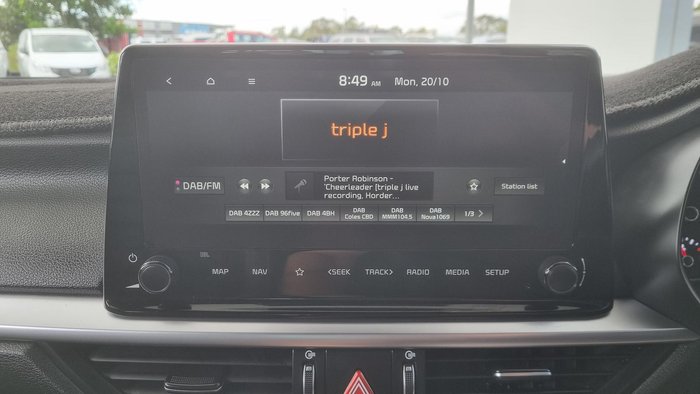 8:49 AM Mon, 20/10
triple j
DAB/FM
Porter Robinson -
'Cheerleader [triple j live
recording, Horder...
Station list
DAB 4ZZZ DAB 96five DAB 4BH DAB Coles CBD DAB MMM104.5 DAB Nova1069 1/3
JBL
MAP NAV <SEEK TRACK> RADIO MEDIA SETUP